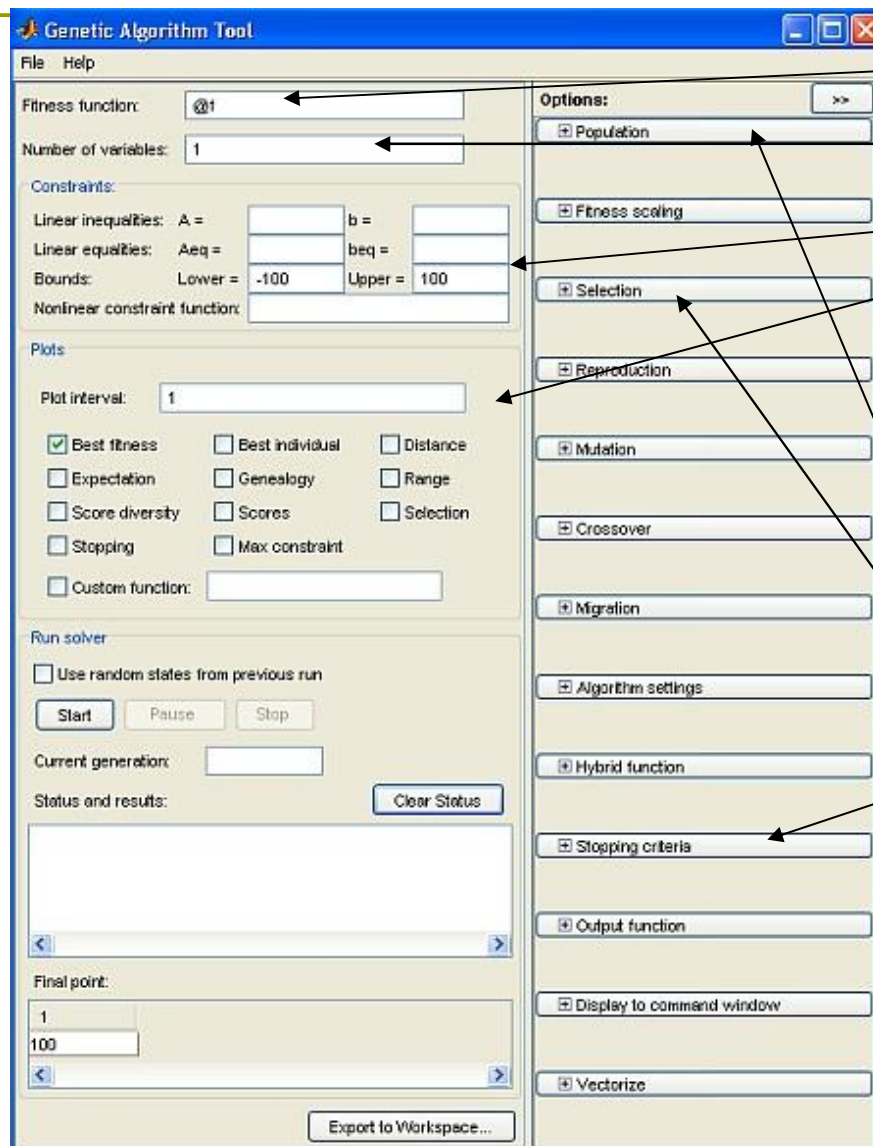 Genetic Algorithm Tool
File Help
Fitness function: @f
Number of variables: 1
Constraints:
Linear inequalities: A = b =
Linear equalities: Aeq = beq =
Bounds: Lower = -100 Upper = 100
Nonlinear constraint function:
Plots
Plot interval: 1
Best fitness Best individual Distance
Expectation Genealogy Range
Score diversity Scores Selection
Stopping Max constraint
Custom function:
Run solver
Use random states from previous run
Start Pause Stop
Current generation:
Status and results: Clear Status
Final point:
1
100
Export to Workspace...
Options: >>
Population
Fitness scaling
Selection
Reproduction
Mutation
Crossover
Migration
Algorithm settings
Hybrid function
Stopping criteria
Output function
Display to command window
Vectorize